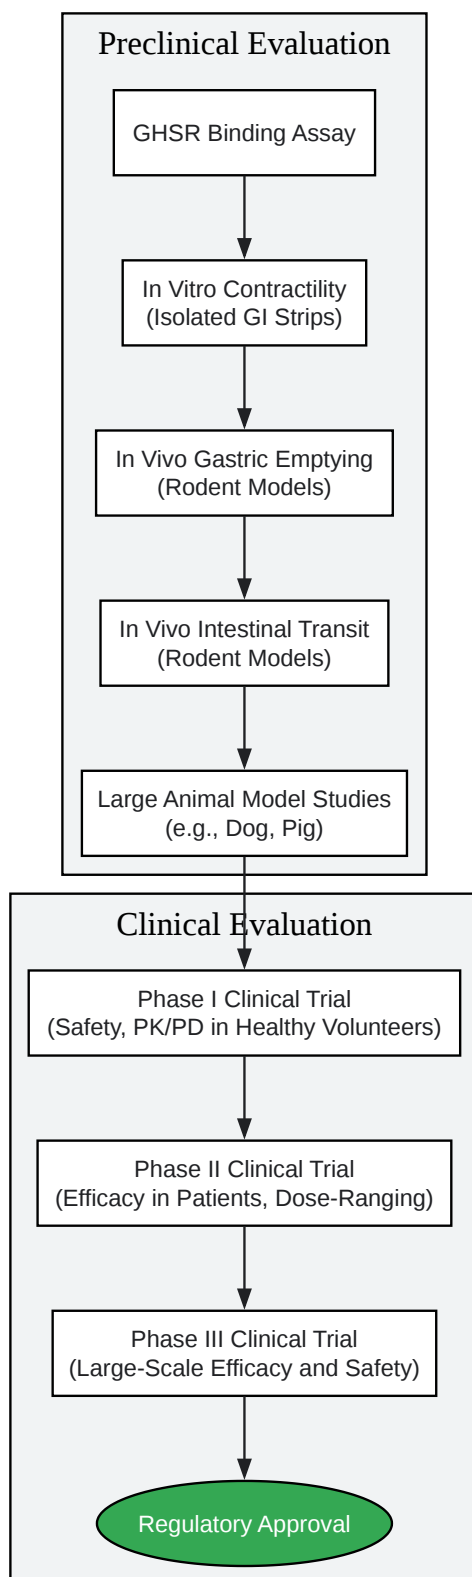 Preclinical Evaluation
GHSR Binding Assay
In Vitro Contractility
(Isolated GI Strips)
In Vivo Gastric Emptying
(Rodent Models)
In Vivo Intestinal Transit
(Rodent Models)
Large Animal Model Studies
(e.g., Dog, Pig)
Clinical Evaluation
Phase I Clinical Trial
(Safety, PK/PD in Healthy Volunteers)
Phase II Clinical Trial
(Efficacy in Patients, Dose-Ranging)
Phase III Clinical Trial
(Large-Scale Efficacy and Safety)
Regulatory Approval